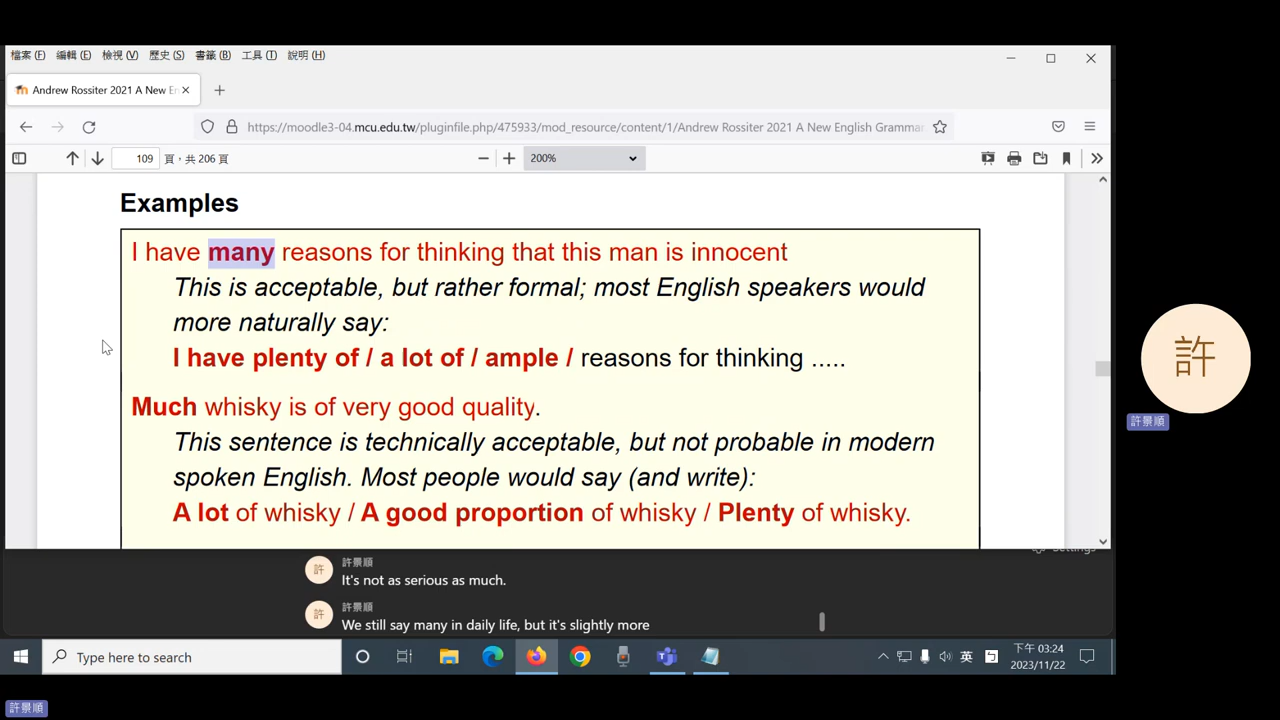 檔案 (F) 編輯 (E) 檢視 (V) 歷史 (S) 書籤 (B) 工具 (T) 說明 (H)
Andrew Rossiter 2021 A New En
https://moodle3-04.mcu.edu.tw/pluginfile.php/475933/mod_resource/content/1/Andrew Rossiter 2021 A New English Gramma
109 頁，共 206 頁
200%
Examples
I have many reasons for thinking that this man is innocent
This is acceptable, but rather formal; most English speakers would
more naturally say:
I have plenty of / a lot of / ample / reasons for thinking .....
Much whisky is of very good quality.
This sentence is technically acceptable, but not probable in modern
spoken English. Most people would say (and write):
A lot of whisky / A good proportion of whisky / Plenty of whisky.
Settings
許
許景順
許 許景順
It's not as serious as much.
許 許景順
We still say many in daily life, but it's slightly more
Type here to search
英
下午 03:24
2023/11/22
許景順